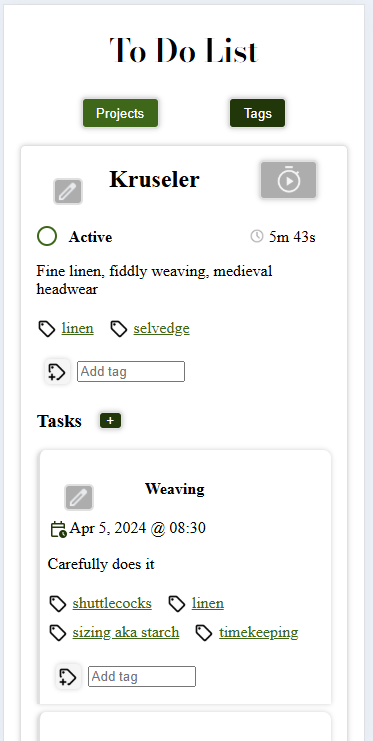 To Do List
Projects Tags
Kruseler
Active 5m 43s
Fine linen, fiddly weaving, medieval
headwear
linen selvedge
Add tag
Tasks +
Weaving
Apr 5, 2024 @ 08:30
Carefully does it
shuttlecocks linen
sizing aka starch timekeeping
Add tag